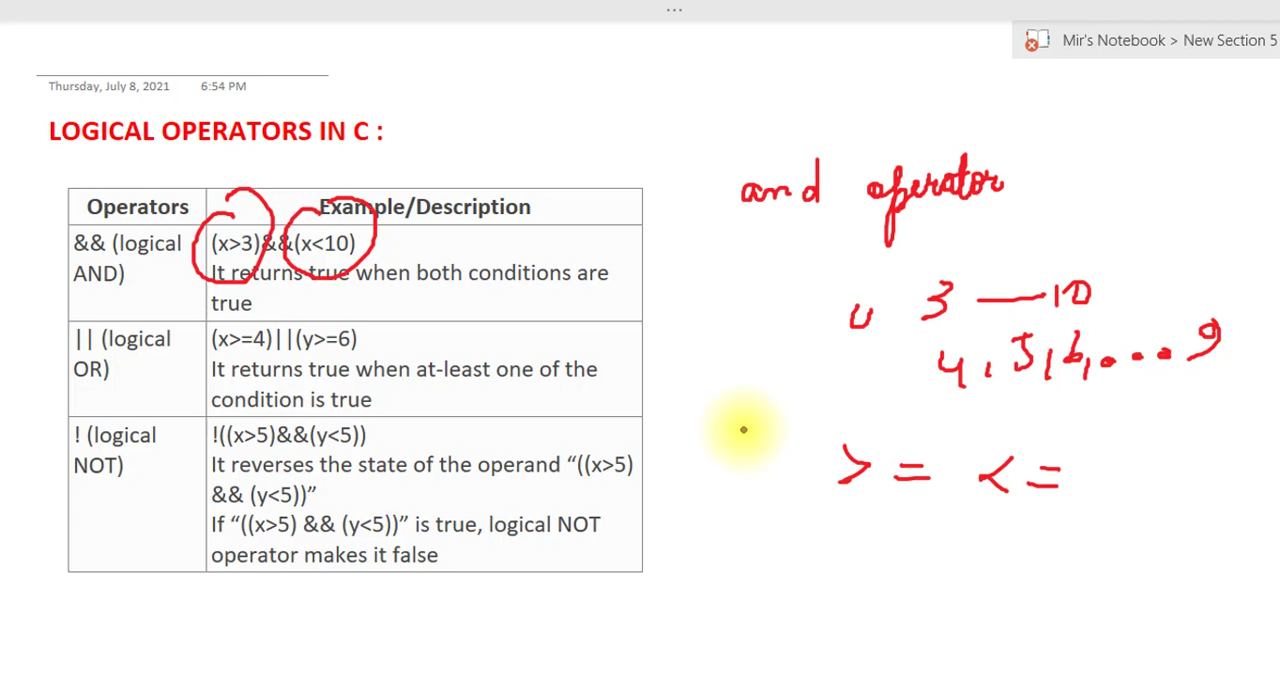 ...
Mir's Notebook > New Section 5
Thursday, July 8, 2021 6:54 PM
LOGICAL OPERATORS IN C :
Operators Example/Description
&& (logical
AND)
(x>3)&&(x<10)
It returns true when both conditions are
true
|| (logical
OR)
(x>=4)||(y>=6)
It returns true when at-least one of the
condition is true
! (logical
NOT)
!((x>5)&&(y<5))
It reverses the state of the operand “((x>5)
&& (y<5))”
If “((x>5) && (y<5))” is true, logical NOT
operator makes it false
and operator
3 — 10
4, 5, 6, ... 9
>= <=